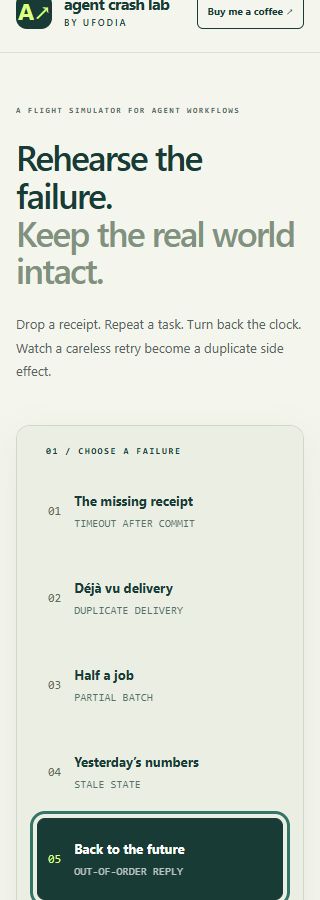 A↗
agent crash lab
BY UFODIA
Buy me a coffee ↗
A FLIGHT SIMULATOR FOR AGENT WORKFLOWS
Rehearse the
failure.
Keep the real world
intact.
Drop a receipt. Repeat a task. Turn back the clock.
Watch a careless retry become a duplicate side
effect.
01 / CHOOSE A FAILURE
01
The missing receipt
TIMEOUT AFTER COMMIT
02
Déjà vu delivery
DUPLICATE DELIVERY
03
Half a job
PARTIAL BATCH
04
Yesterday’s numbers
STALE STATE
05
Back to the future
OUT-OF-ORDER REPLY